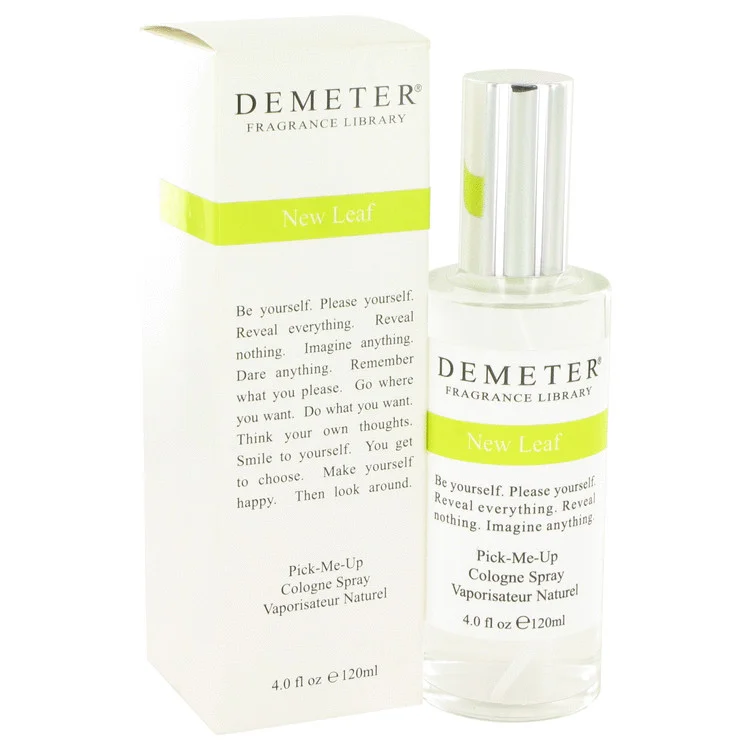 DEMETER®
FRAGRANCE LIBRARY
New Leaf
Be yourself. Please yourself.
Reveal everything. Reveal
nothing. Imagine anything.
Dare anything. Remember
what you please. Go where
you want. Do what you want.
Think your own thoughts.
Smile to yourself. You get
to choose. Make yourself
happy. Then look around.
Pick-Me-Up
Cologne Spray
Vaporisateur Naturel
4.0 fl oz ℮120ml
DEMETER®
FRAGRANCE LIBRARY
New Leaf
Be yourself. Please yourself.
Reveal everything. Reveal
nothing. Imagine anything.
Pick-Me-Up
Cologne Spray
Vaporisateur Naturel
4.0 fl oz ℮120ml